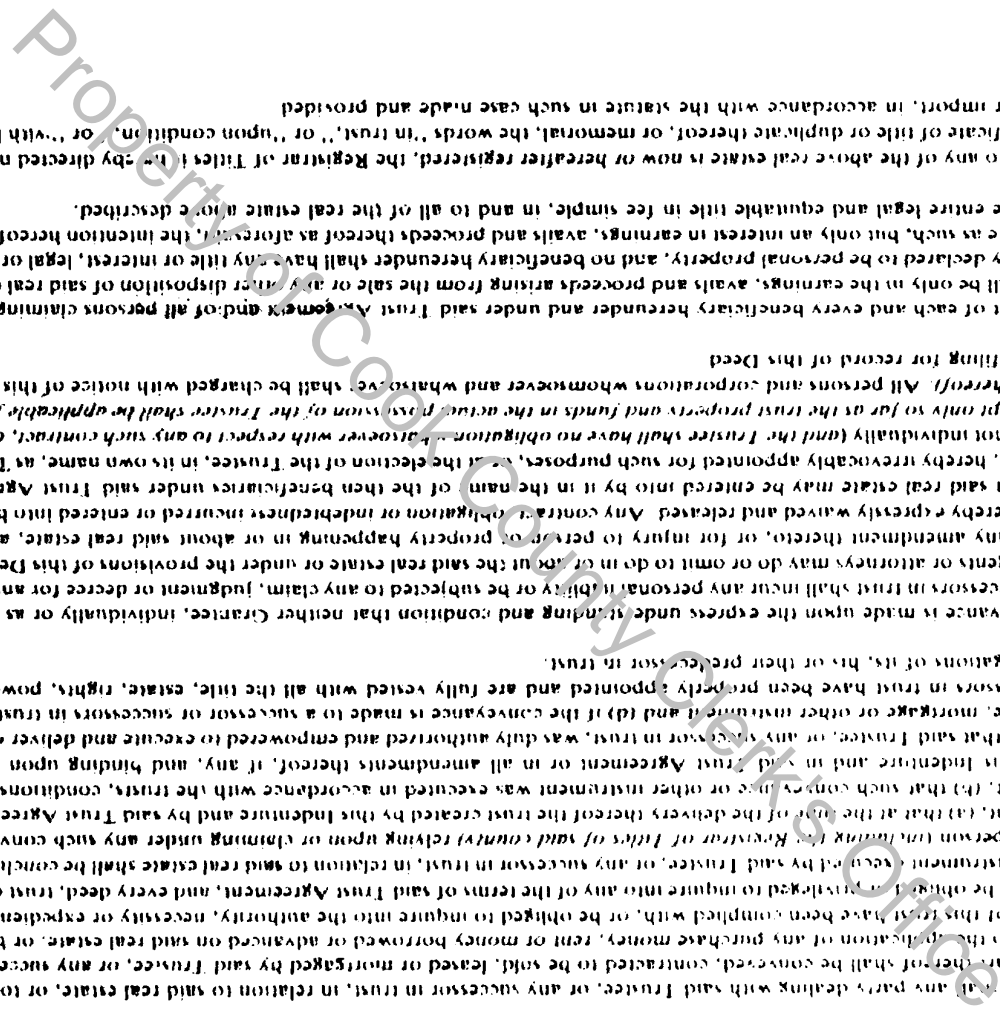 Property of Cook County Clerk's Office
any party dealing with said Trustee, or any successor in trust, in relation to said real estate, or to
thereof shall be conveyed, contracted to be sold, leased or mortgaged by said Trustee, or any succe
the application of any purchase money, rent or money borrowed or advanced on said real estate, or b
of this trust have been complied with, or be obliged to inquire into the authority, necessity or expedien
be obliged or privileged to inquire into any of the terms of said Trust Agreement, and every deed, trust
instrument executed by said Trustee, or any successor in trust, in relation to said real estate shall be conclu
person (including the Registrar of Titles of said county) relying upon or claiming under any such conv
t, (a) that at the time of the delivery thereof the trust created by this Indenture and by said Trust Agree
t, (b) that such conveyance or other instrument was executed in accordance with the trusts, conditions
is Indenture and in said Trust Agreement or in all amendments thereof, if any, and binding upon
that said Trustee, or any successor in trust, was duly authorized and empowered to execute and deliver
e, mortgage or other instrument and (d) if the conveyance is made to a successor or successors in trust
ssors in trust have been properly appointed and are fully vested with all the title, estate, rights, pow
gations of its, his or their predecessor in trust.
vance is made upon the express understanding and condition that neither Grantee, individually or as
cessors in trust shall incur any personal liability or be subjected to any claim, judgment or decree for an
gents or attorneys may do or omit to do in or about the said real estate or under the provisions of this De
any amendment thereto, or for injury to person or property happening in or about said real estate, a
ereby expressly waived and released. Any contract, obligation or indebtedness incurred or entered into b
n said real estate may be entered into by it in the name of the then beneficiaries under said Trust Agr
, hereby irrevocably appointed for such purposes, or at the election of the Trustee, in its own name, as T
not individually (and the Trustee shall have no obligation whatsoever with respect to any such contract,
pt only so far as the trust property and funds in the actual possession of the Trustee shall be applicable
hereof). All persons and corporations whomsoever and whatsoever shall be charged with notice of this
filing for record of this Deed
t of each and every beneficiary hereunder and under said Trust Agreement and of all persons claiming
ll be only in the earnings, avails and proceeds arising from the sale or any other disposition of said real
y declared to be personal property, and no beneficiary hereunder shall have any title or interest, legal or
e as such, but only an interest in earnings, avails and proceeds thereof as aforesaid, the intention hereof
e entire legal and equitable title in fee simple, in and to all of the real estate above described.
o any of the above real estate is now or hereafter registered, the Registrar of Titles is hereby directed n
ficate of title or duplicate thereof, or memorial, the words "in trust," or "upon condition," or "with l
r import, in accordance with the statute in such case made and provided